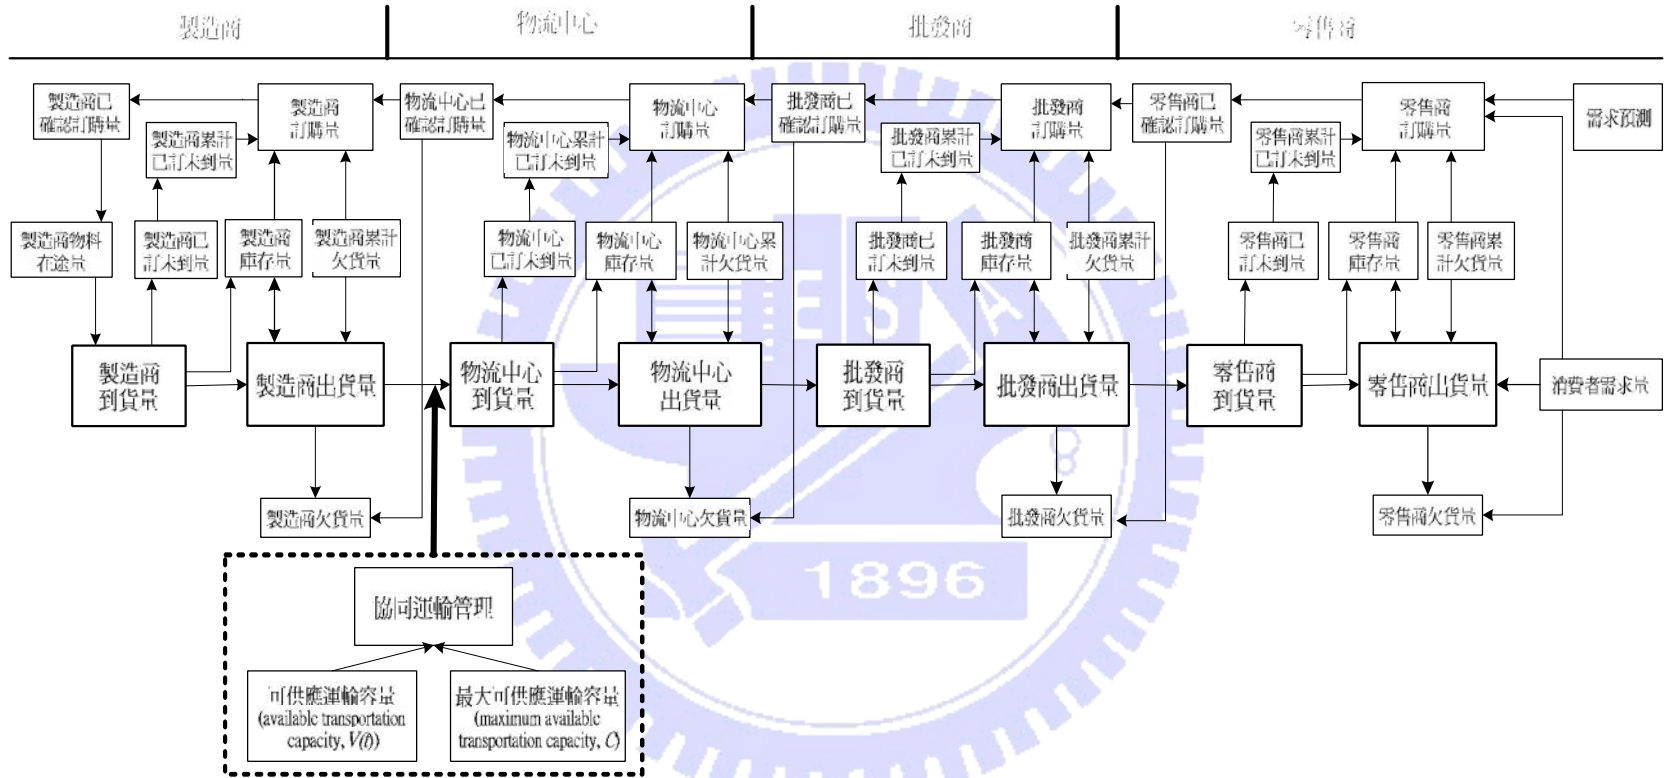 製造商
物流中心
批發商
零售商
製造商已
確認訂購量
製造商
訂購量
物流中心已
確認訂購量
物流中心
訂購量
批發商已
確認訂購量
批發商
訂購量
零售商已
確認訂購量
零售商
訂購量
需求預測
製造商累計
已訂未到量
物流中心累計
已訂未到量
批發商累計
已訂未到量
零售商累計
已訂未到量
製造商物料
在途量
製造商已
訂未到量
製造商
庫存量
製造商累計
欠貨量
物流中心
已訂未到量
物流中心
庫存量
物流中心累
計欠貨量
批發商已
訂未到量
批發商
庫存量
批發商累計
欠貨量
零售商已
訂未到量
零售商
庫存量
零售商累
計欠貨量
製造商
到貨量
製造商出貨量
物流中心
到貨量
物流中心
出貨量
批發商
到貨量
批發商出貨量
零售商
到貨量
零售商出貨量
消費者需求量
製造商欠貨量
物流中心欠貨量
批發商欠貨量
零售商欠貨量
協同運輸管理
可供應運輸容量
(available transportation
capacity, V(t))
最大可供應運輸容量
(maximum available
transportation capacity, C)
ESA
1896